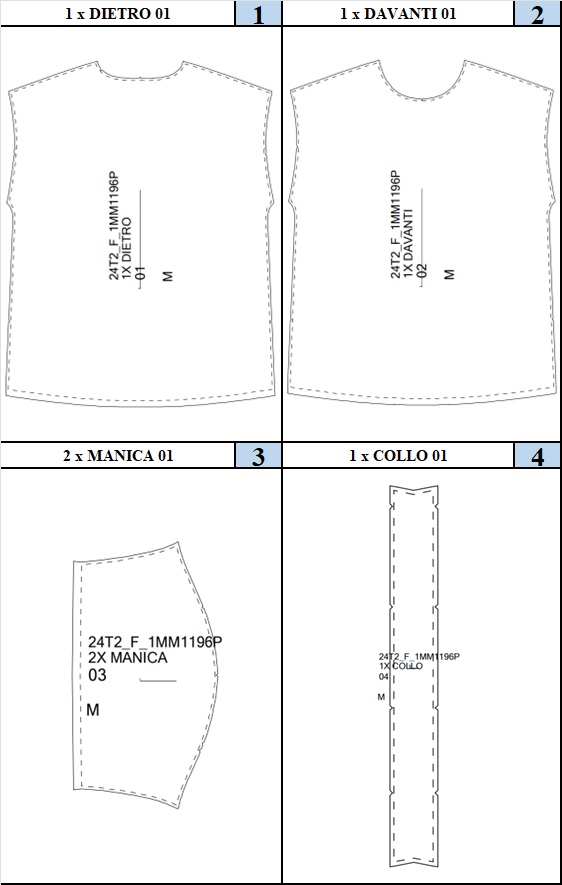 1 x DIETRO 01
1
1 x DAVANTI 01
2
24T2_F_1MM1196P
1X DIETRO
01
M
24T2_F_1MM1196P
1X DAVANTI
02
M
2 x MANICA 01
3
1 x COLLO 01
4
24T2_F_1MM1196P
2X MANICA
03
M
24T2_F_1MM1196P
1X COLLO
04
M